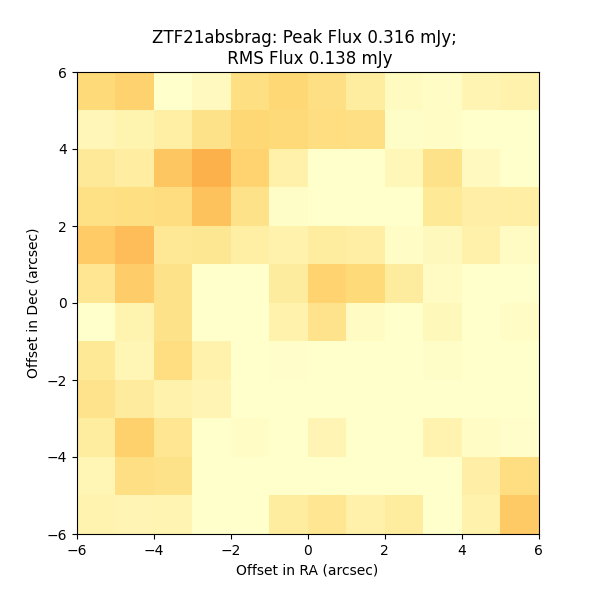 ZTF21absbrag: Peak Flux 0.316 mJy;
RMS Flux 0.138 mJy
6
4
2
0
−2
−4
−6
Offset in Dec (arcsec)
−6 −4 −2 0 2 4 6
Offset in RA (arcsec)